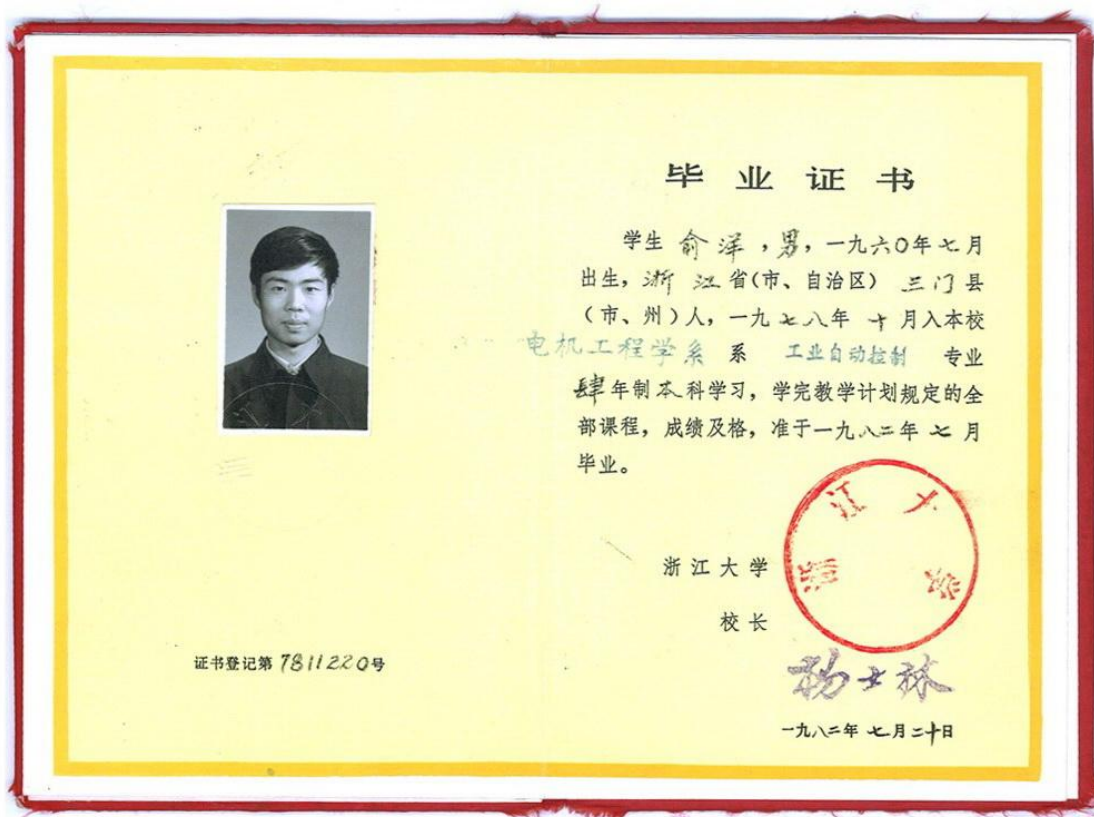 毕业证书
学生 俞洋，男，一九六〇年七月
出生，浙江省(市、自治区) 三门县
(市、州)人，一九七八年 十月入本校
电机工程学系 系 工业自动控制 专业
肆年制本科学习，学完教学计划规定的全
部课程，成绩及格，准于一九八二年七月
毕业。
浙江大学
校长
浙江大学
杨士林
一九八二年七月二十日
证书登记第7811220号